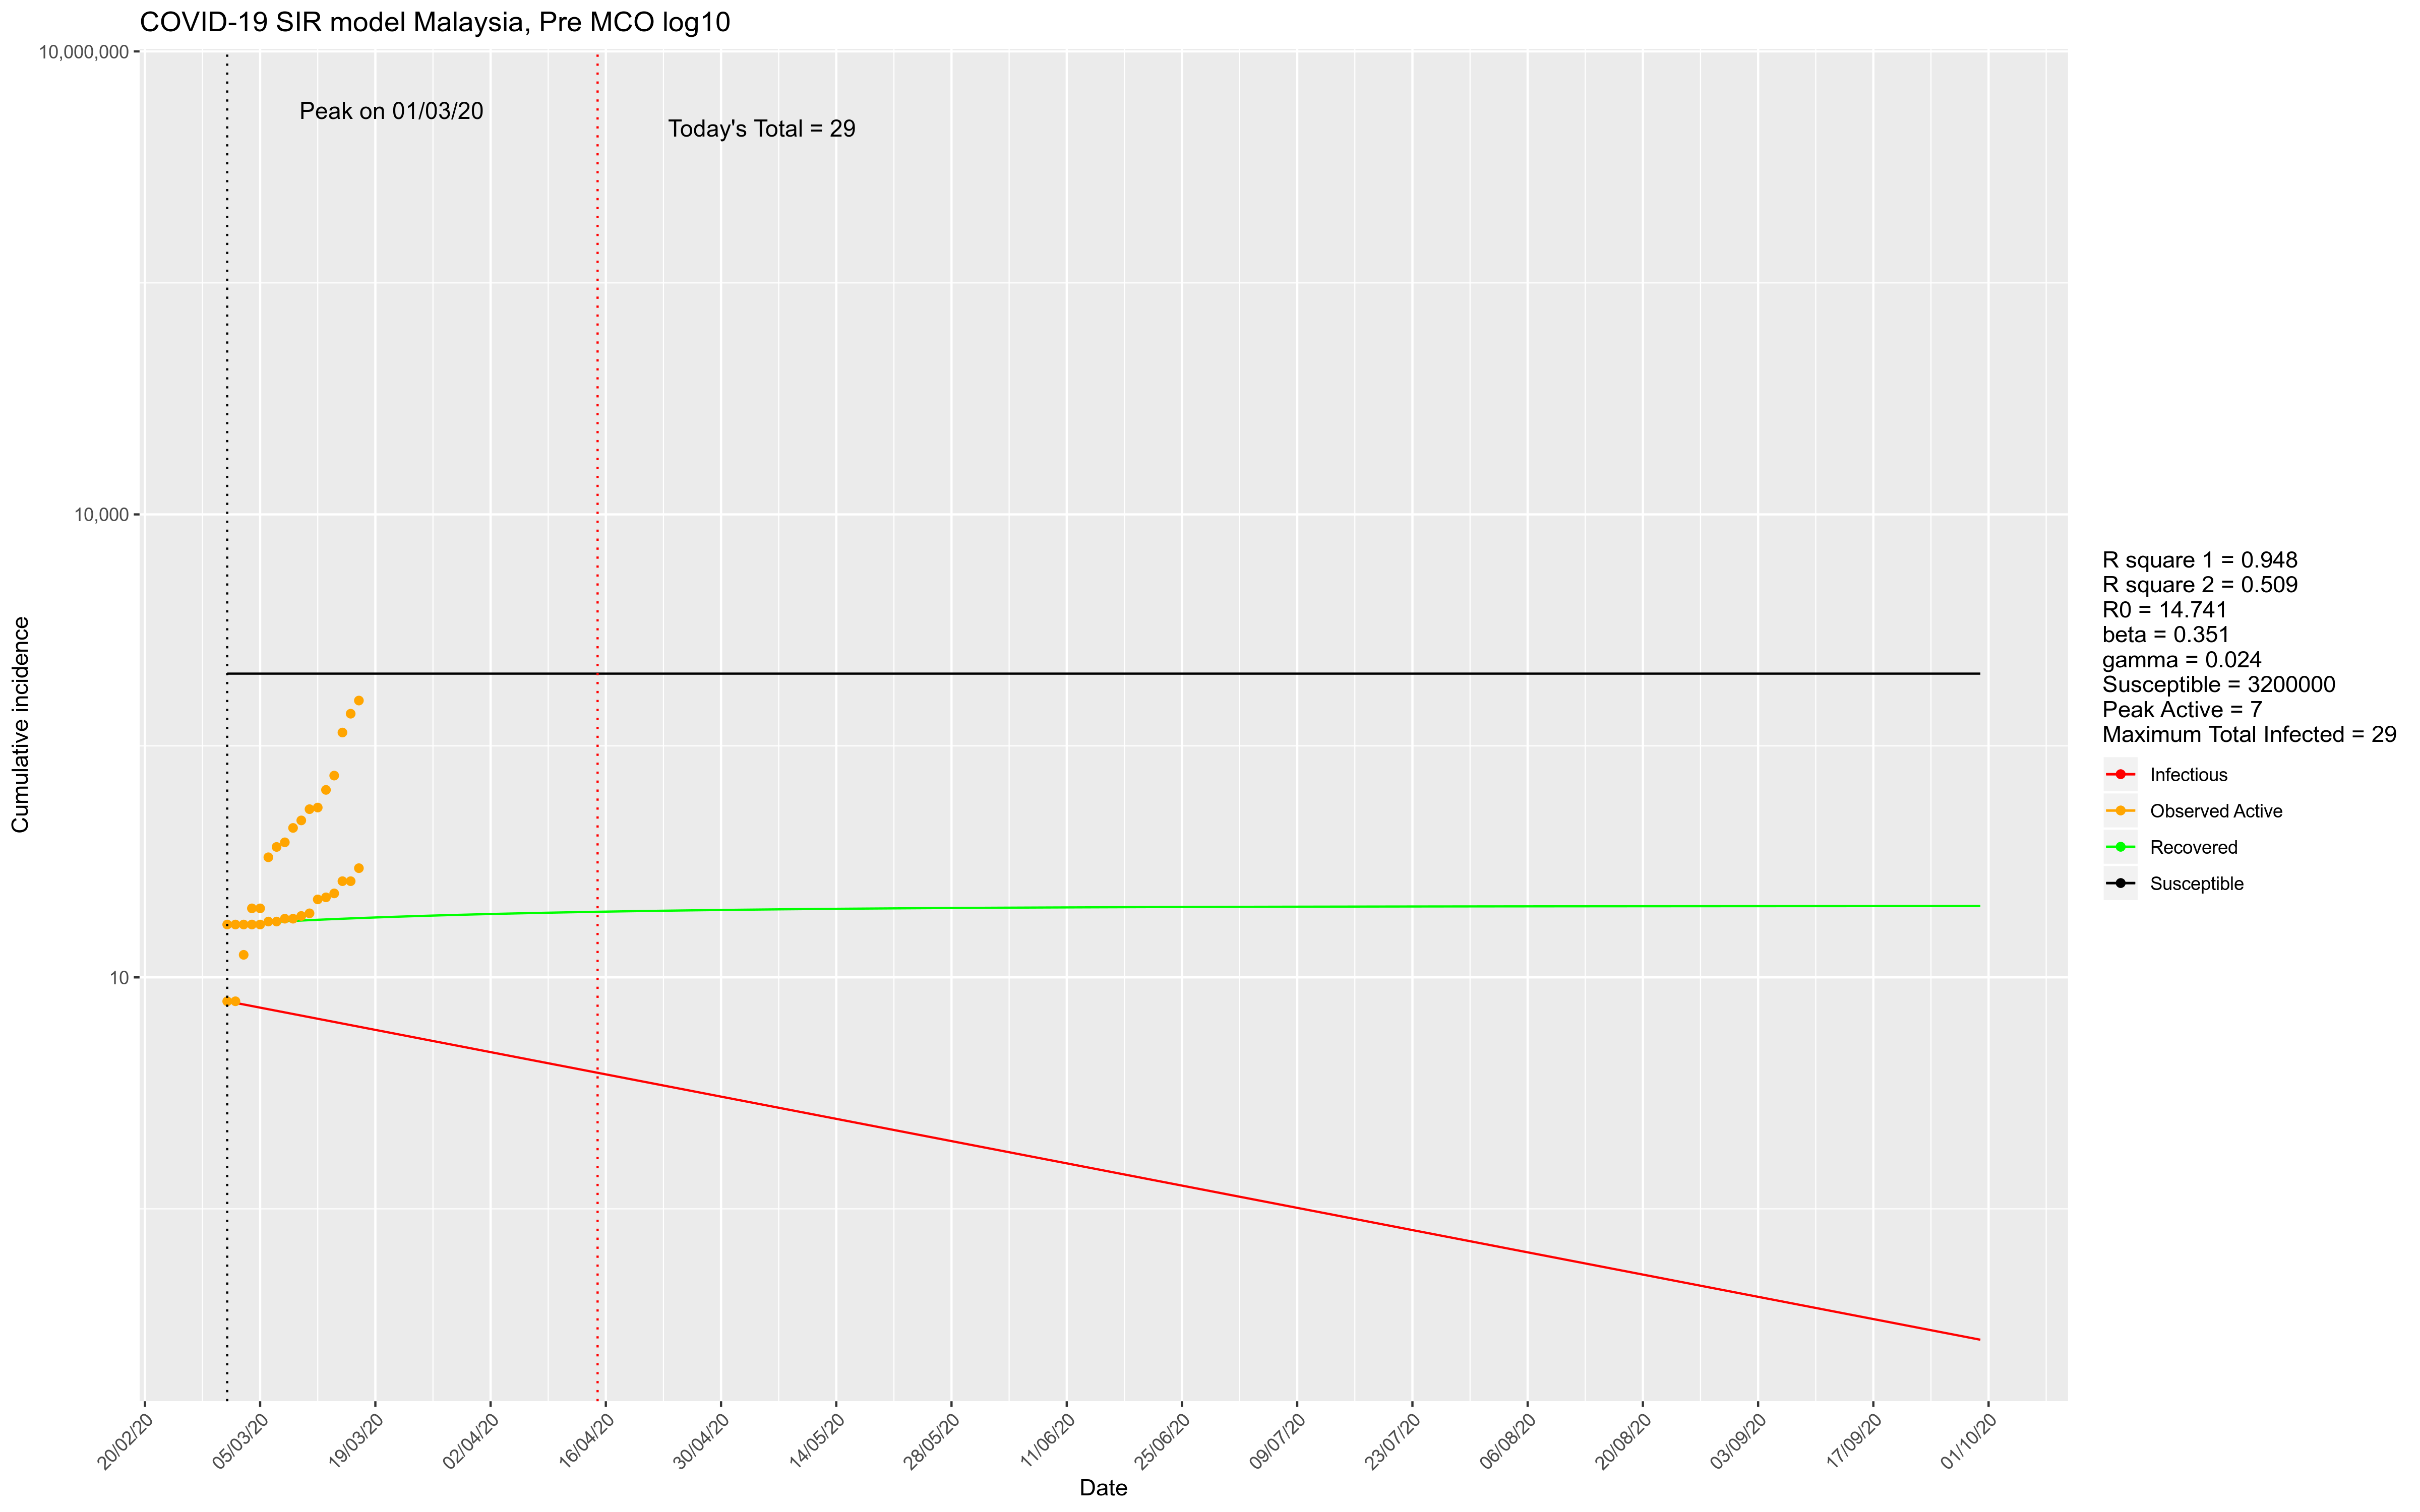 COVID-19 SIR model Malaysia, Pre MCO log10
10,000,000
Peak on 01/03/20
Today's Total = 29
10,000
10
Cumulative incidence
R square 1 = 0.948
R square 2 = 0.509
R0 = 14.741
beta = 0.351
gamma = 0.024
Susceptible = 3200000
Peak Active = 7
Maximum Total Infected = 29
Infectious
Observed Active
Recovered
Susceptible
20/02/20
05/03/20
19/03/20
02/04/20
16/04/20
30/04/20
14/05/20
28/05/20
11/06/20
25/06/20
09/07/20
23/07/20
06/08/20
20/08/20
03/09/20
17/09/20
01/10/20
Date